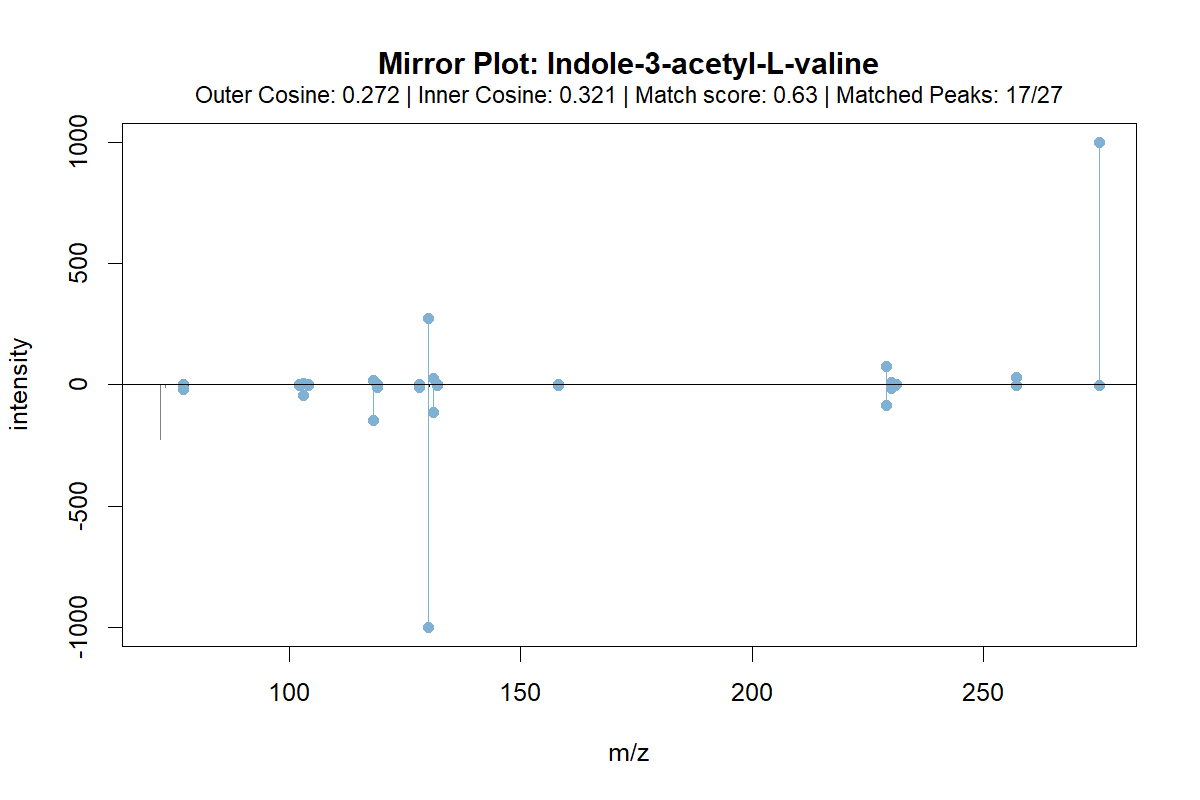 Mirror Plot: Indole-3-acetyl-L-valine
Outer Cosine: 0.272 | Inner Cosine: 0.321 | Match score: 0.63 | Matched Peaks: 17/27
1000
500
0
-500
-1000
intensity
100
150
200
250
m/z